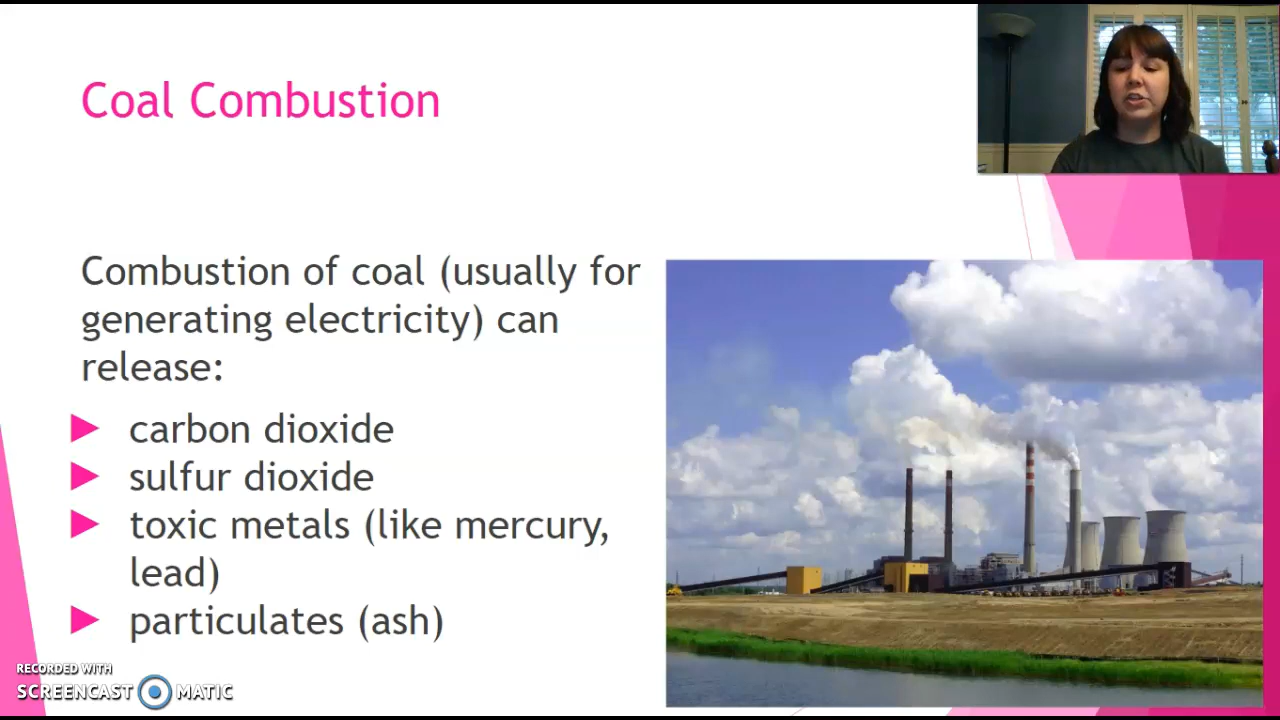 Coal Combustion
Combustion of coal (usually for
generating electricity) can
release:
carbon dioxide
sulfur dioxide
toxic metals (like mercury,
lead)
particulates (ash)
RECORDED WITH
SCREENCAST MATIC